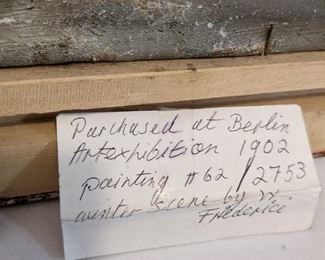 Purchased at Berlin
Artexhibition 1902
painting #62 / 2753
winter scene by W
Frederici